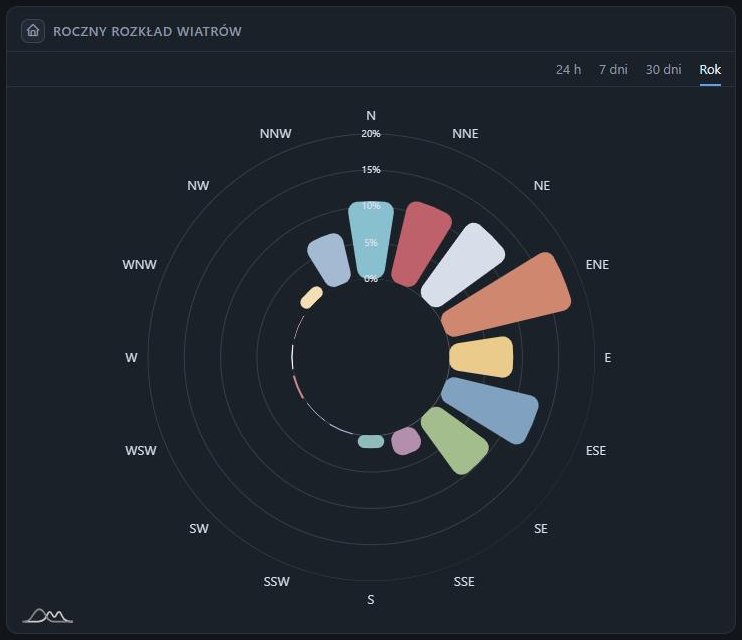 ROCZNY ROZKŁAD WIATRÓW
24 h 7 dni 30 dni Rok
N
20%
NNW NNE
15%
NW NE
10%
5%
WNW ENE
0%
W E
WSW ESE
SW SE
SSW SSE
S